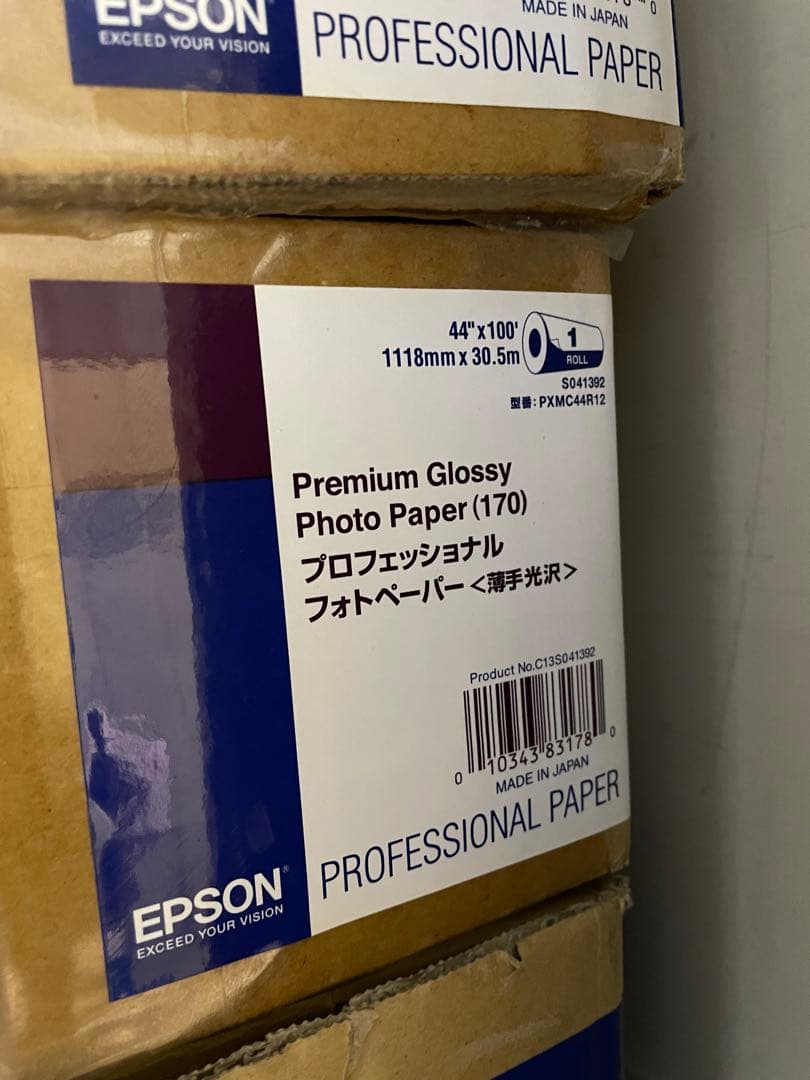 EPSON
EXCEED YOUR VISION
MADE IN JAPAN
PROFESSIONAL PAPER
44"x100'
1118mm x 30.5m
1
ROLL
S041392
型番:PXMC44R12
Premium Glossy
Photo Paper (170)
プロフェッショナル
フォトペーパー<薄手光沢>
Product No.C13S041392
0 10343 83178 0
MADE IN JAPAN
PROFESSIONAL PAPER
EPSON®
EXCEED YOUR VISION